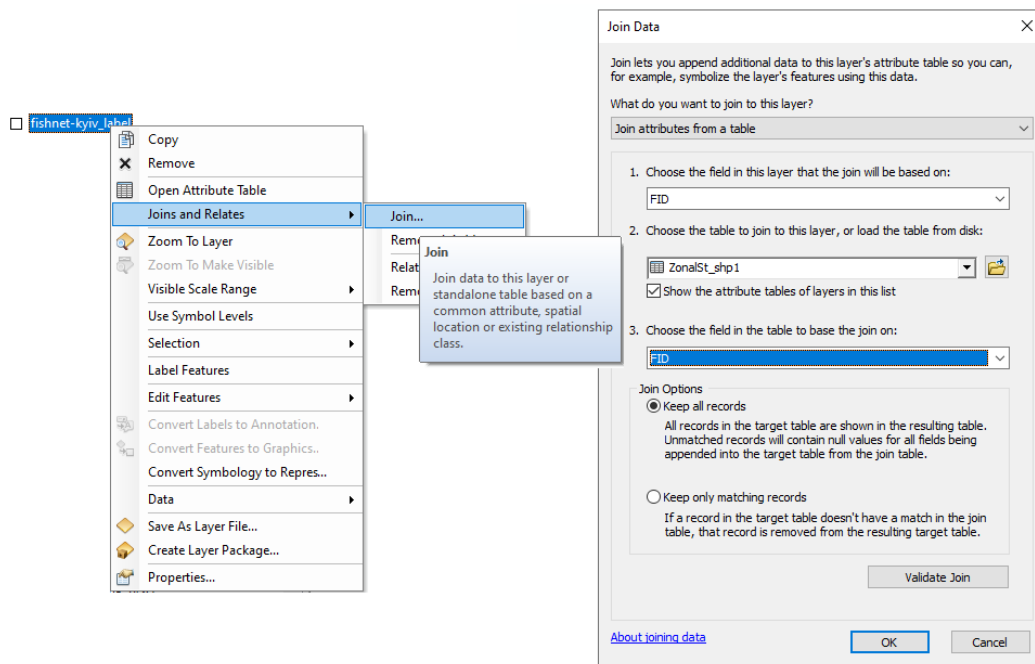 fishnet-kyiv_label
Copy
Remove
Open Attribute Table
Joins and Relates
Zoom To Layer
Zoom To Make Visible
Visible Scale Range
Use Symbol Levels
Selection
Label Features
Edit Features
Convert Labels to Annotation.
Convert Features to Graphics..
Convert Symbology to Repres...
Data
Save As Layer File...
Create Layer Package...
Properties...
Join...
Join
Join data to this layer or
standalone table based on a
common attribute, spatial
location or existing relationship
class.
Join Data
Join lets you append additional data to this layer's attribute table so you can,
for example, symbolize the layer's features using this data.
What do you want to join to this layer?
Join attributes from a table
1. Choose the field in this layer that the join will be based on:
FID
2. Choose the table to join to this layer, or load the table from disk:
ZonalSt_shp1
Show the attribute tables of layers in this list
3. Choose the field in the table to base the join on:
FID
Join Options
Keep all records
All records in the target table are shown in the resulting table.
Unmatched records will contain null values for all fields being
appended into the target table from the join table.
Keep only matching records
If a record in the target table doesn't have a match in the join
table, that record is removed from the resulting target table.
Validate Join
About joining data
OK
Cancel